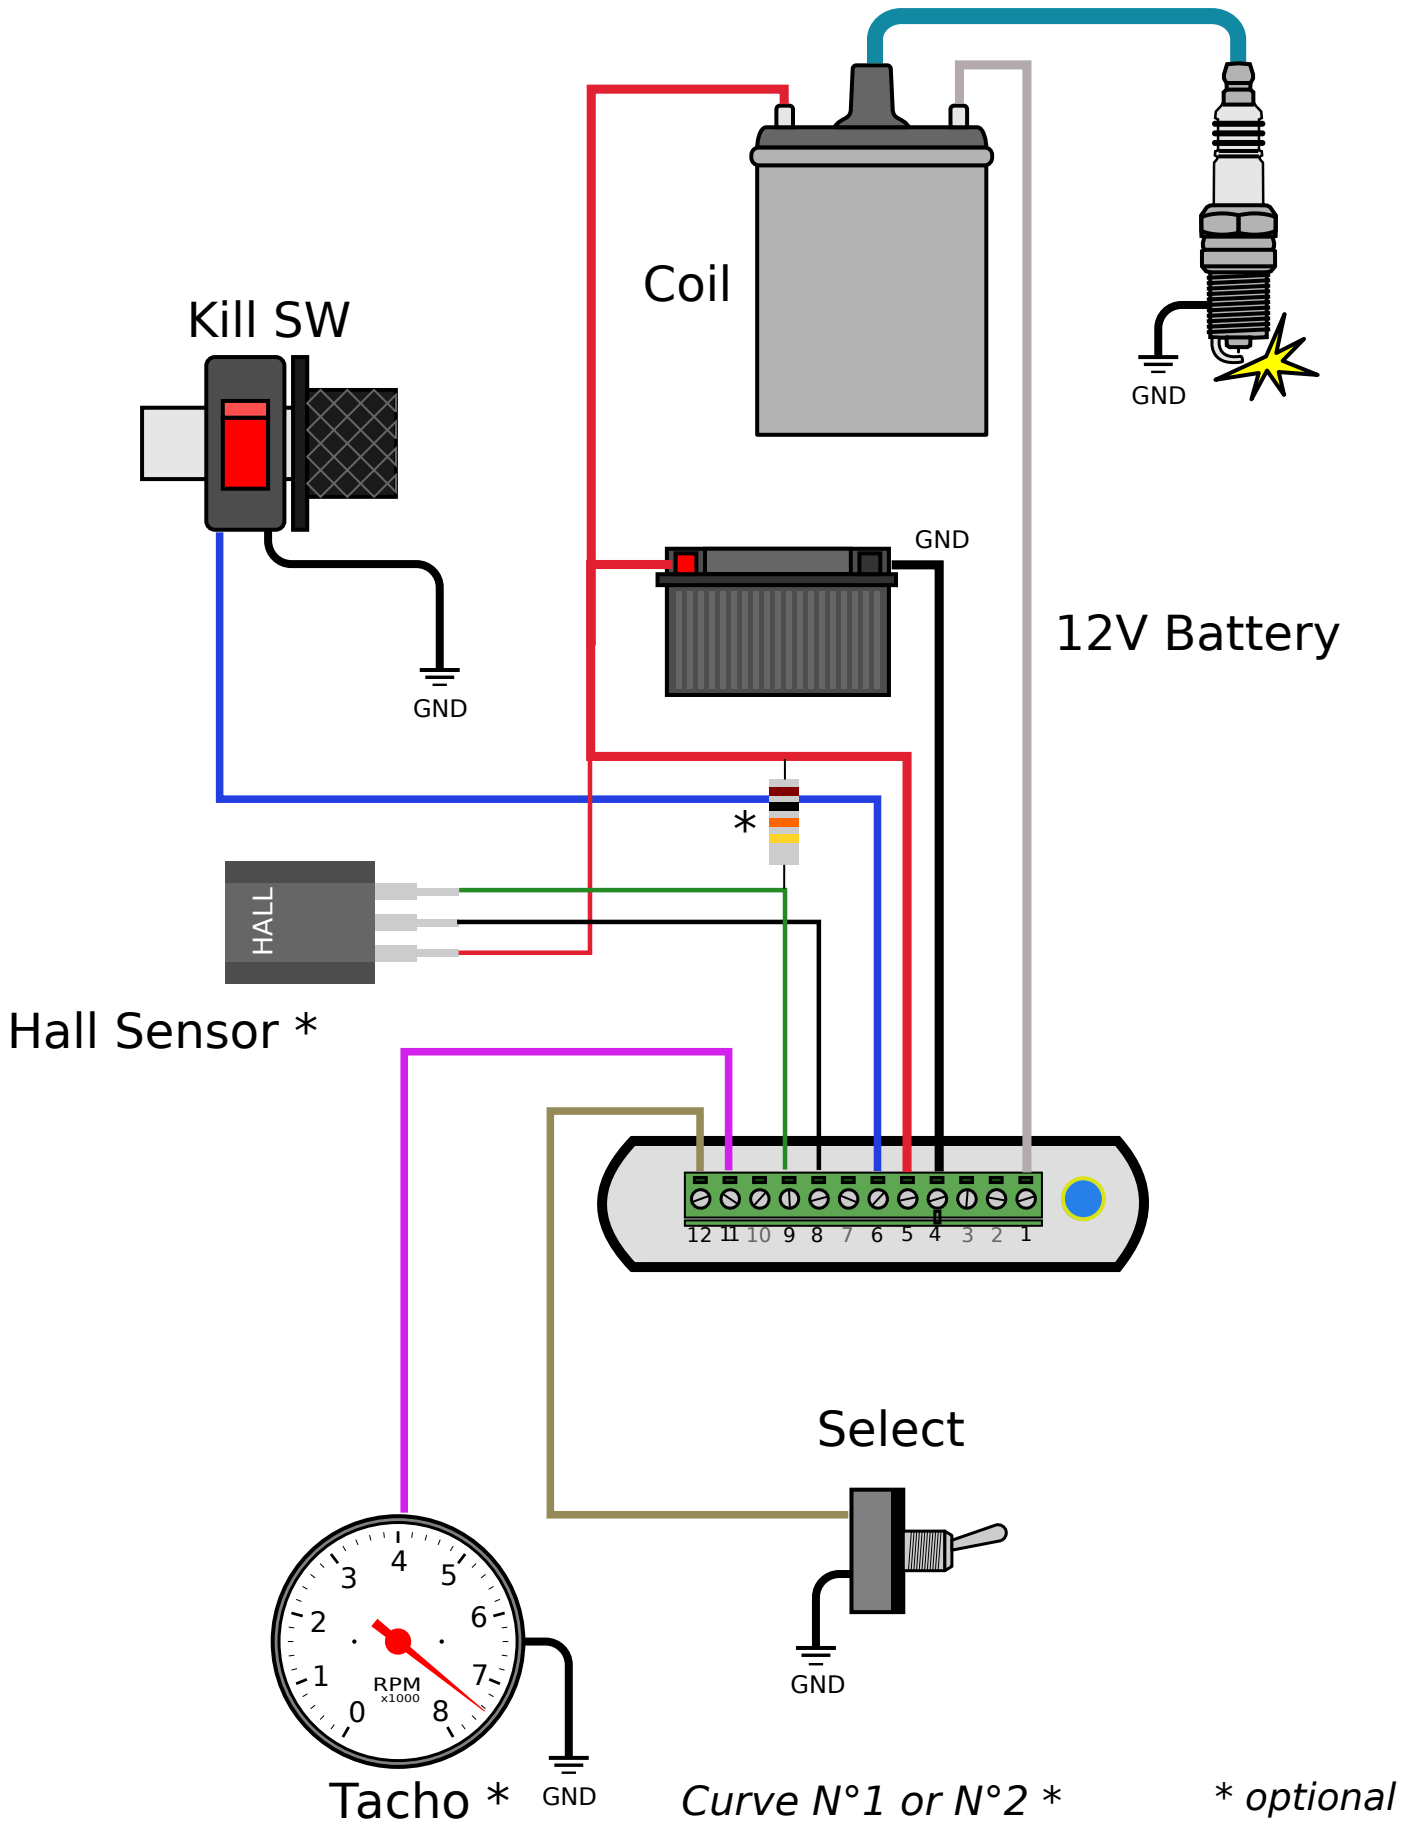 Coil
Kill SW
GND
GND
12V Battery
GND
*
HALL
Hall Sensor *
12 11 10 9 8 7 6 5 4 3 2 1
Select
4
3 5
2 6
1 7
RPM
x1000
0 8
GND
Tacho *
GND
Curve N°1 or N°2 *
* optional